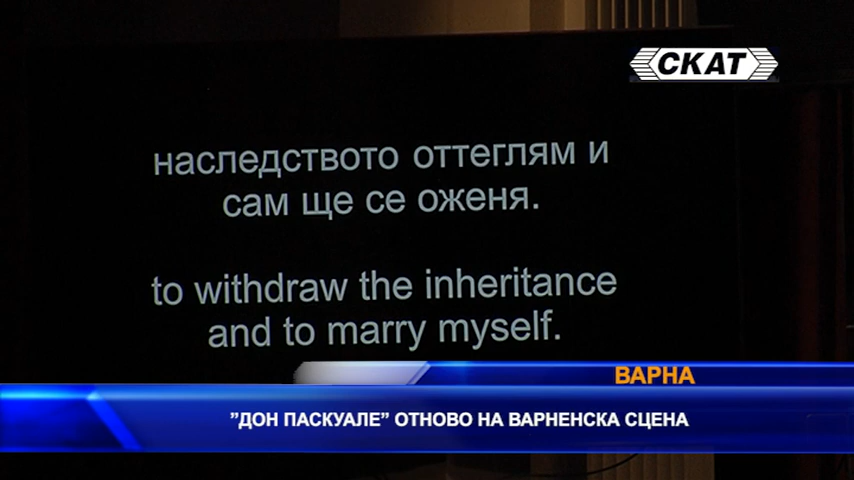 СКАТ
наследството оттеглям и
сам ще се оженя.
to withdraw the inheritance
and to marry myself.
ВАРНА
"ДОН ПАСКУАЛЕ" ОТНОВО НА ВАРНЕНСКА СЦЕНА